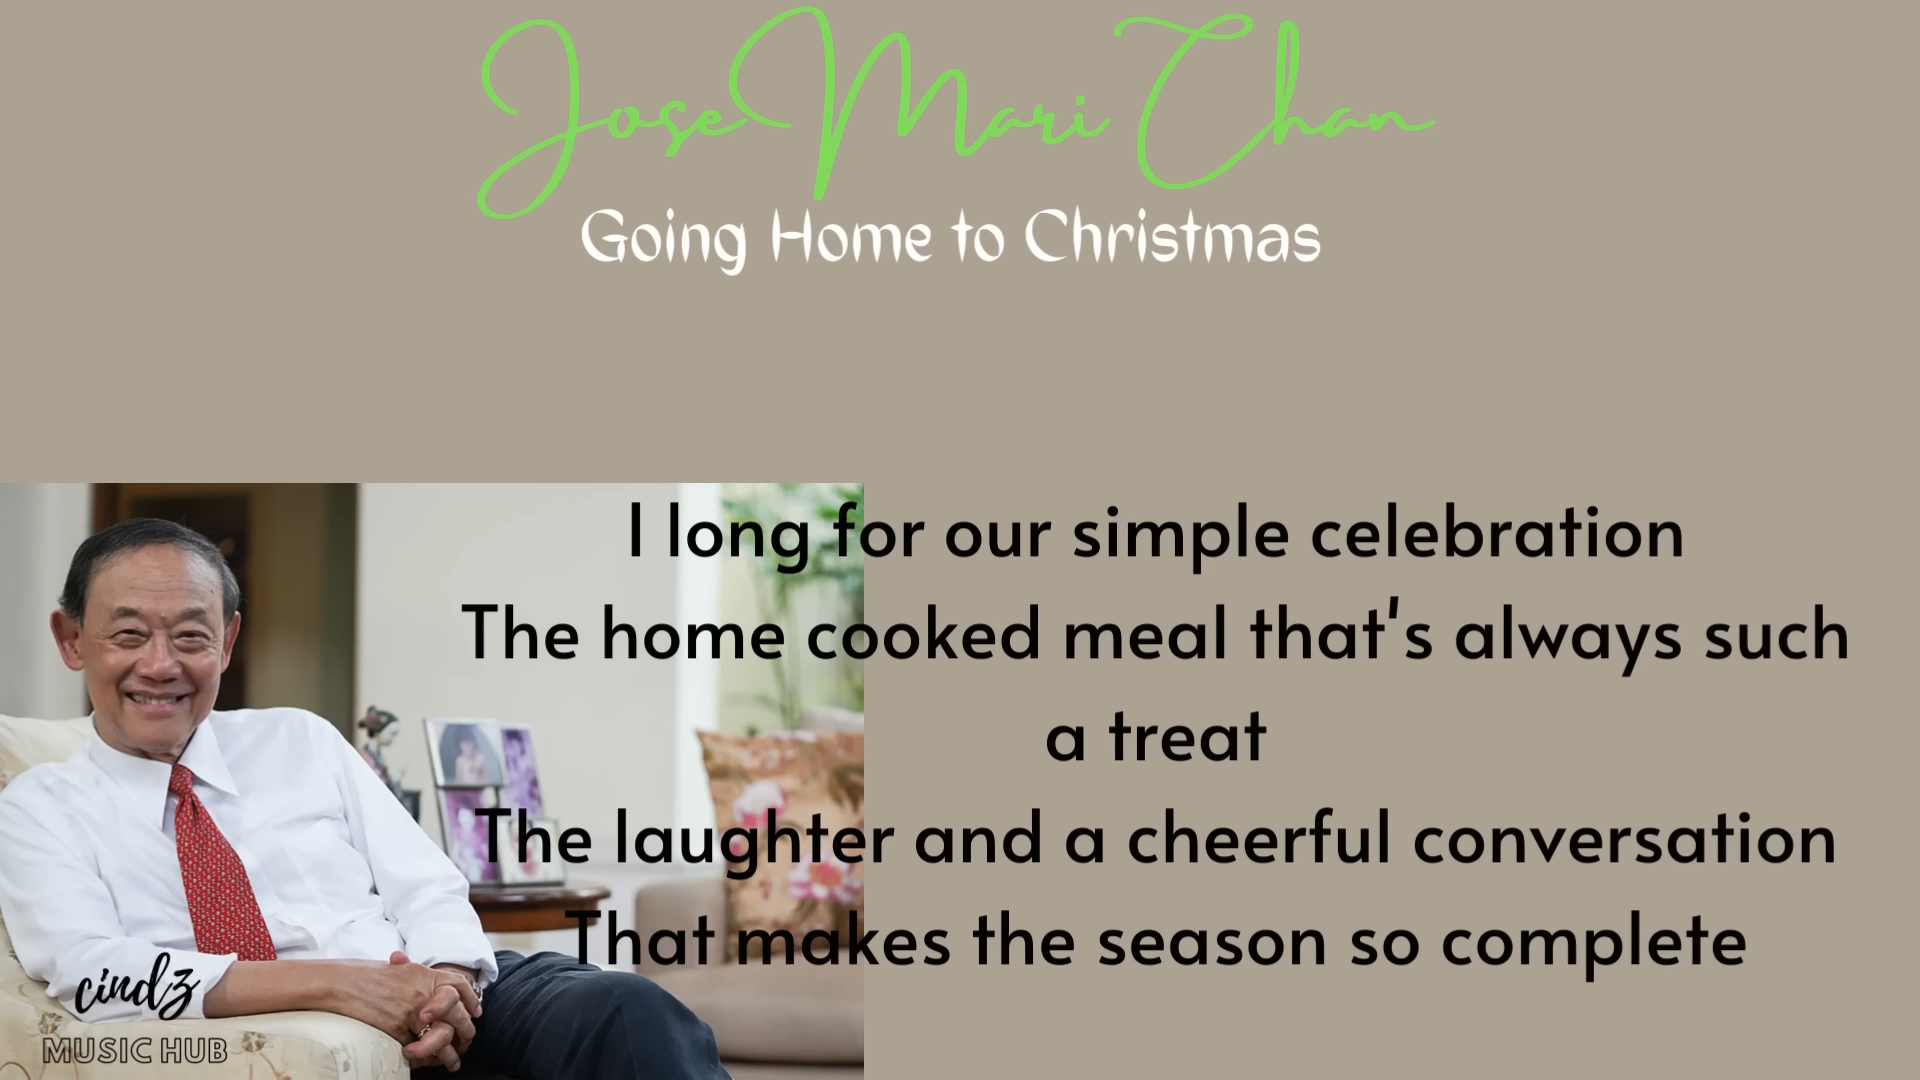 Jose Mari Chan
Going Home to Christmas
I long for our simple celebration
The home cooked meal that's always such
a treat
The laughter and a cheerful conversation
That makes the season so complete
cindz
MUSIC HUB